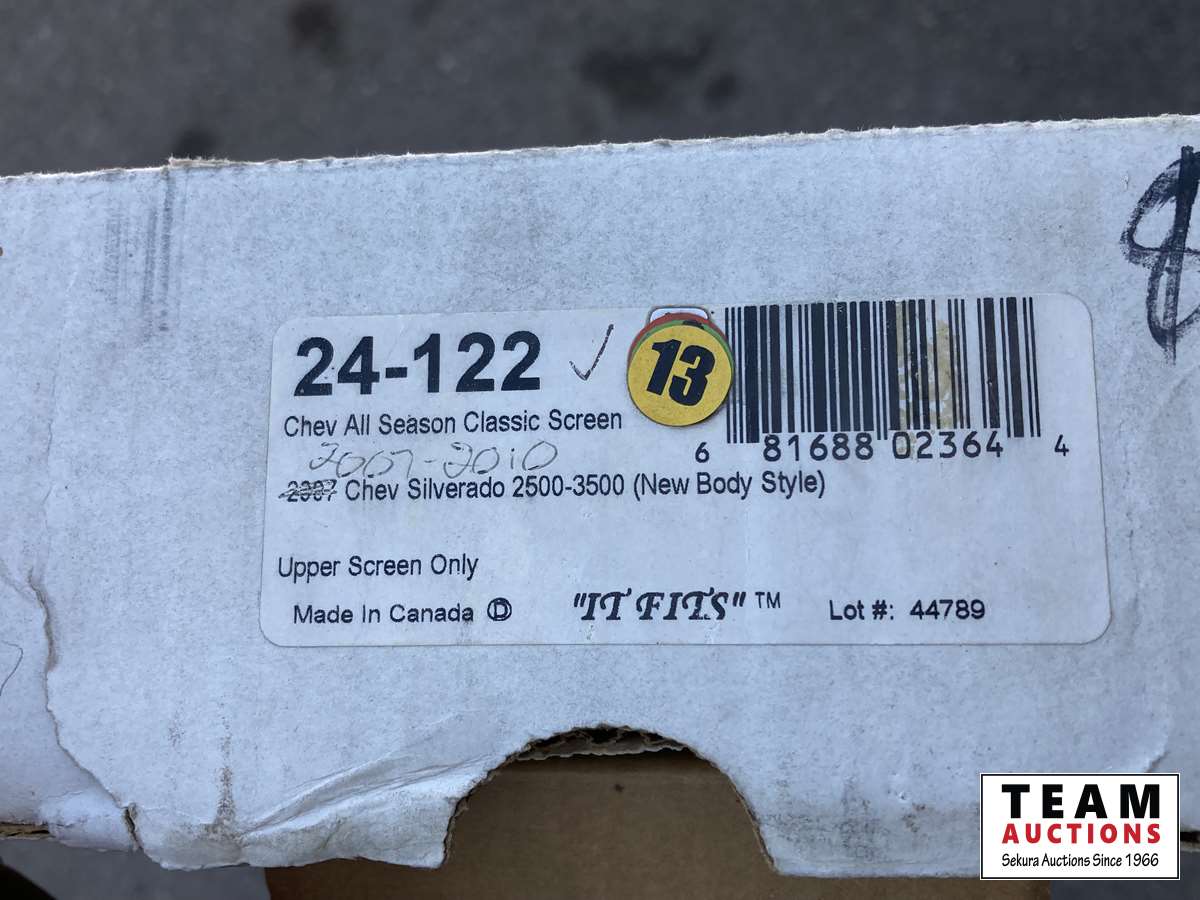 24-122 ✓
13
Chev All Season Classic Screen
6 81688 02364 4
2007-2010
2007 Chev Silverado 2500-3500 (New Body Style)
Upper Screen Only
Made In Canada D "IT FITS" ™ Lot #: 44789
TEAM
AUCTIONS
Sekura Auctions Since 1966